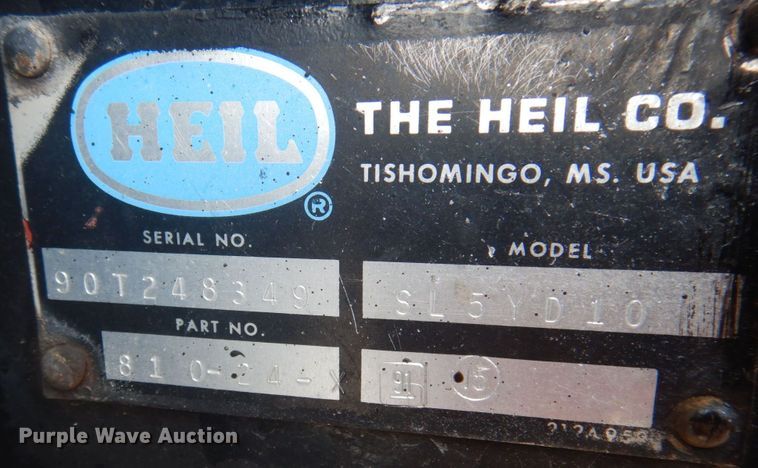 HEIL
®
THE HEIL CO.
TISHOMINGO, MS. USA
SERIAL NO.
90T248349
MODEL
SL5YD10
PART NO.
810-24-X
91 15
Purple Wave Auction